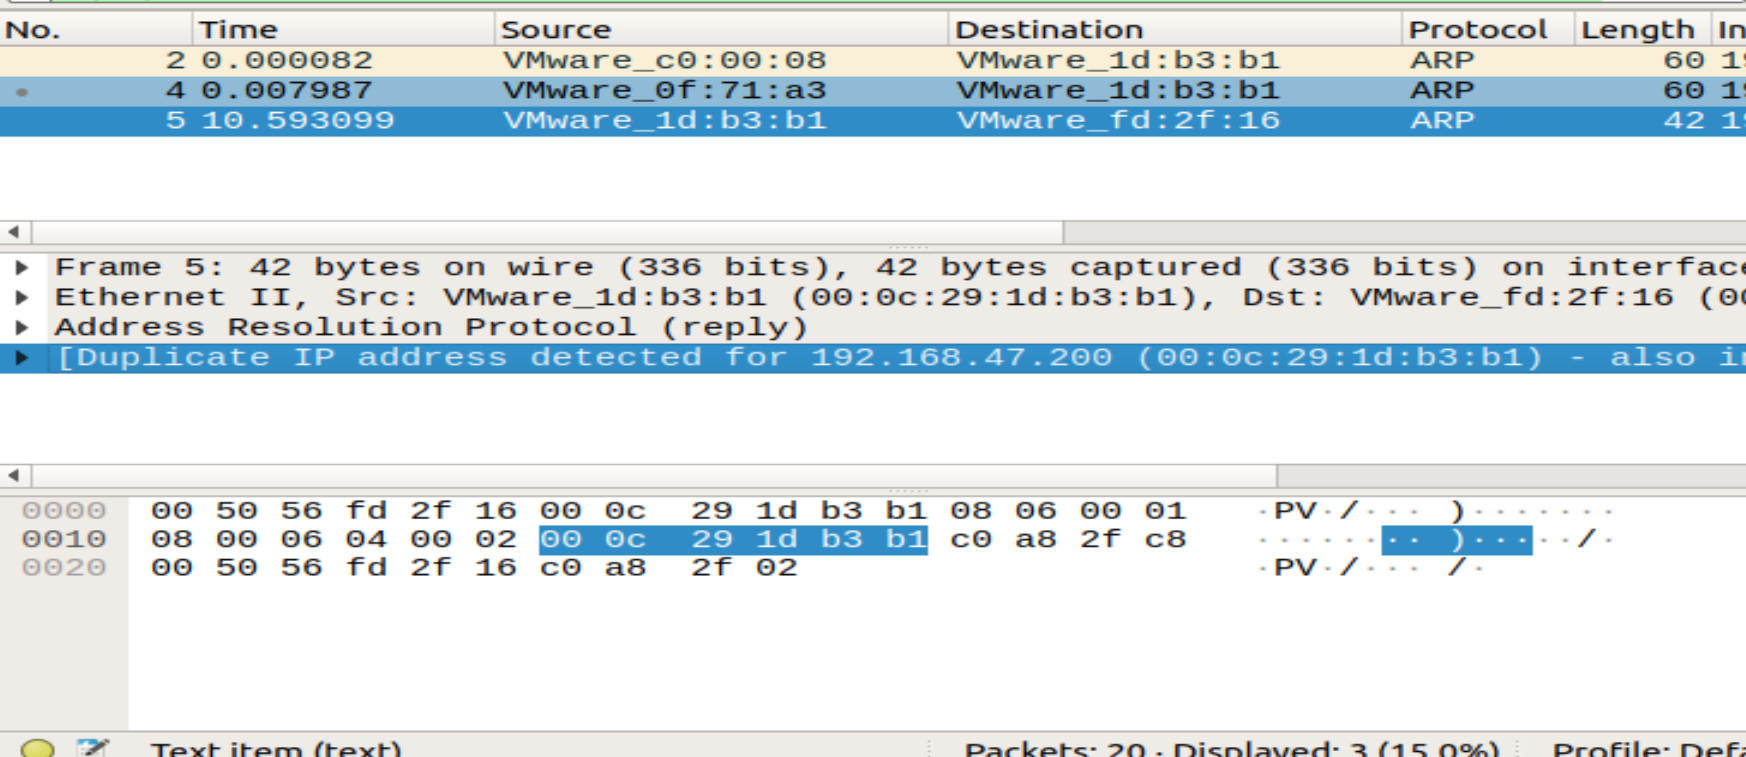 No. Time Source Destination Protocol Length
2 0.000082 VMware_c0:00:08 VMware_1d:b3:b1 ARP 60
4 0.007987 VMware_0f:71:a3 VMware_1d:b3:b1 ARP 60
5 10.593099 VMware_1d:b3:b1 VMware_fd:2f:16 ARP 42
Frame 5: 42 bytes on wire (336 bits), 42 bytes captured (336 bits) on interface
Ethernet II, Src: VMware_1d:b3:b1 (00:0c:29:1d:b3:b1), Dst: VMware_fd:2f:16 (00
Address Resolution Protocol (reply)
[Duplicate IP address detected for 192.168.47.200 (00:0c:29:1d:b3:b1) - also in
0000 00 50 56 fd 2f 16 00 0c 29 1d b3 b1 08 06 00 01 ·PV·/··· )·······
0010 08 00 06 04 00 02 00 0c 29 1d b3 b1 c0 a8 2f c8 ········ )·····/·
0020 00 50 56 fd 2f 16 c0 a8 2f 02 ·PV·/··· /·
Text item (text) Packets: 20 · Displayed: 3 (15.0%) Profile: Defa